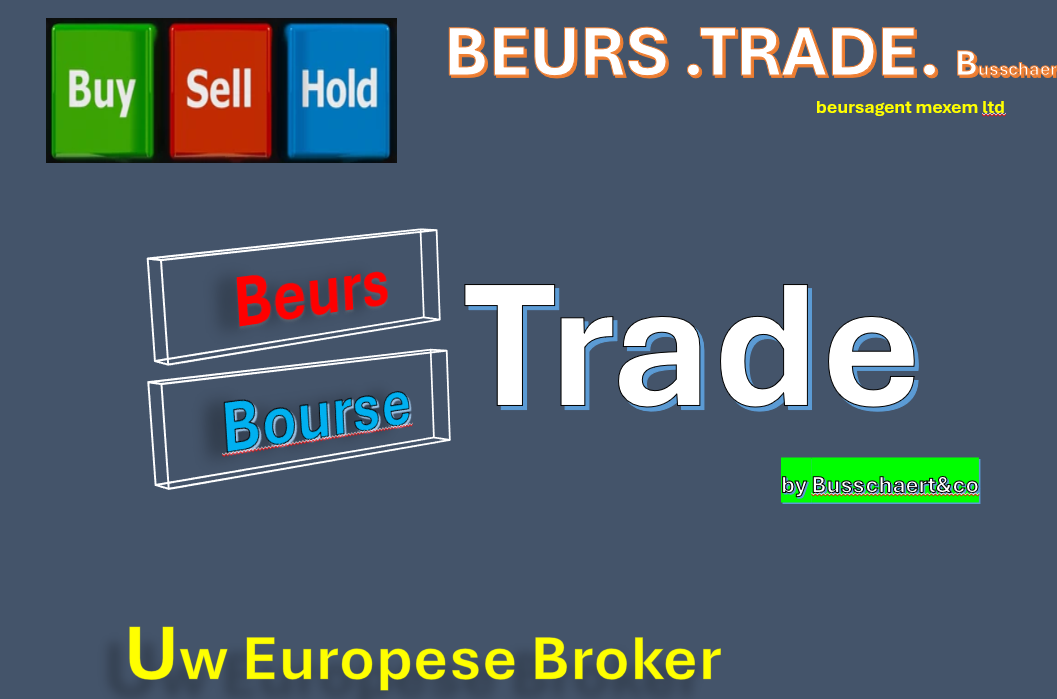 Buy Sell Hold
BEURS .TRADE. Busschaer
beursagent mexem ltd
Beurs
Trade
Bourse
by Busschaert&co
Uw Europese Broker